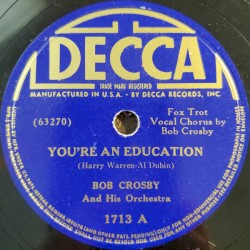 DECCA
TRADE MARK REGISTERED
MANUFACTURED IN U.S.A. - BY DECCA RECORDS, INC.
(63270)
Fox Trot
Vocal Chorus by
Bob Crosby
YOU'RE AN EDUCATION
(Harry Warren-Al Dubin)
BOB CROSBY
And His Orchestra
1713 A